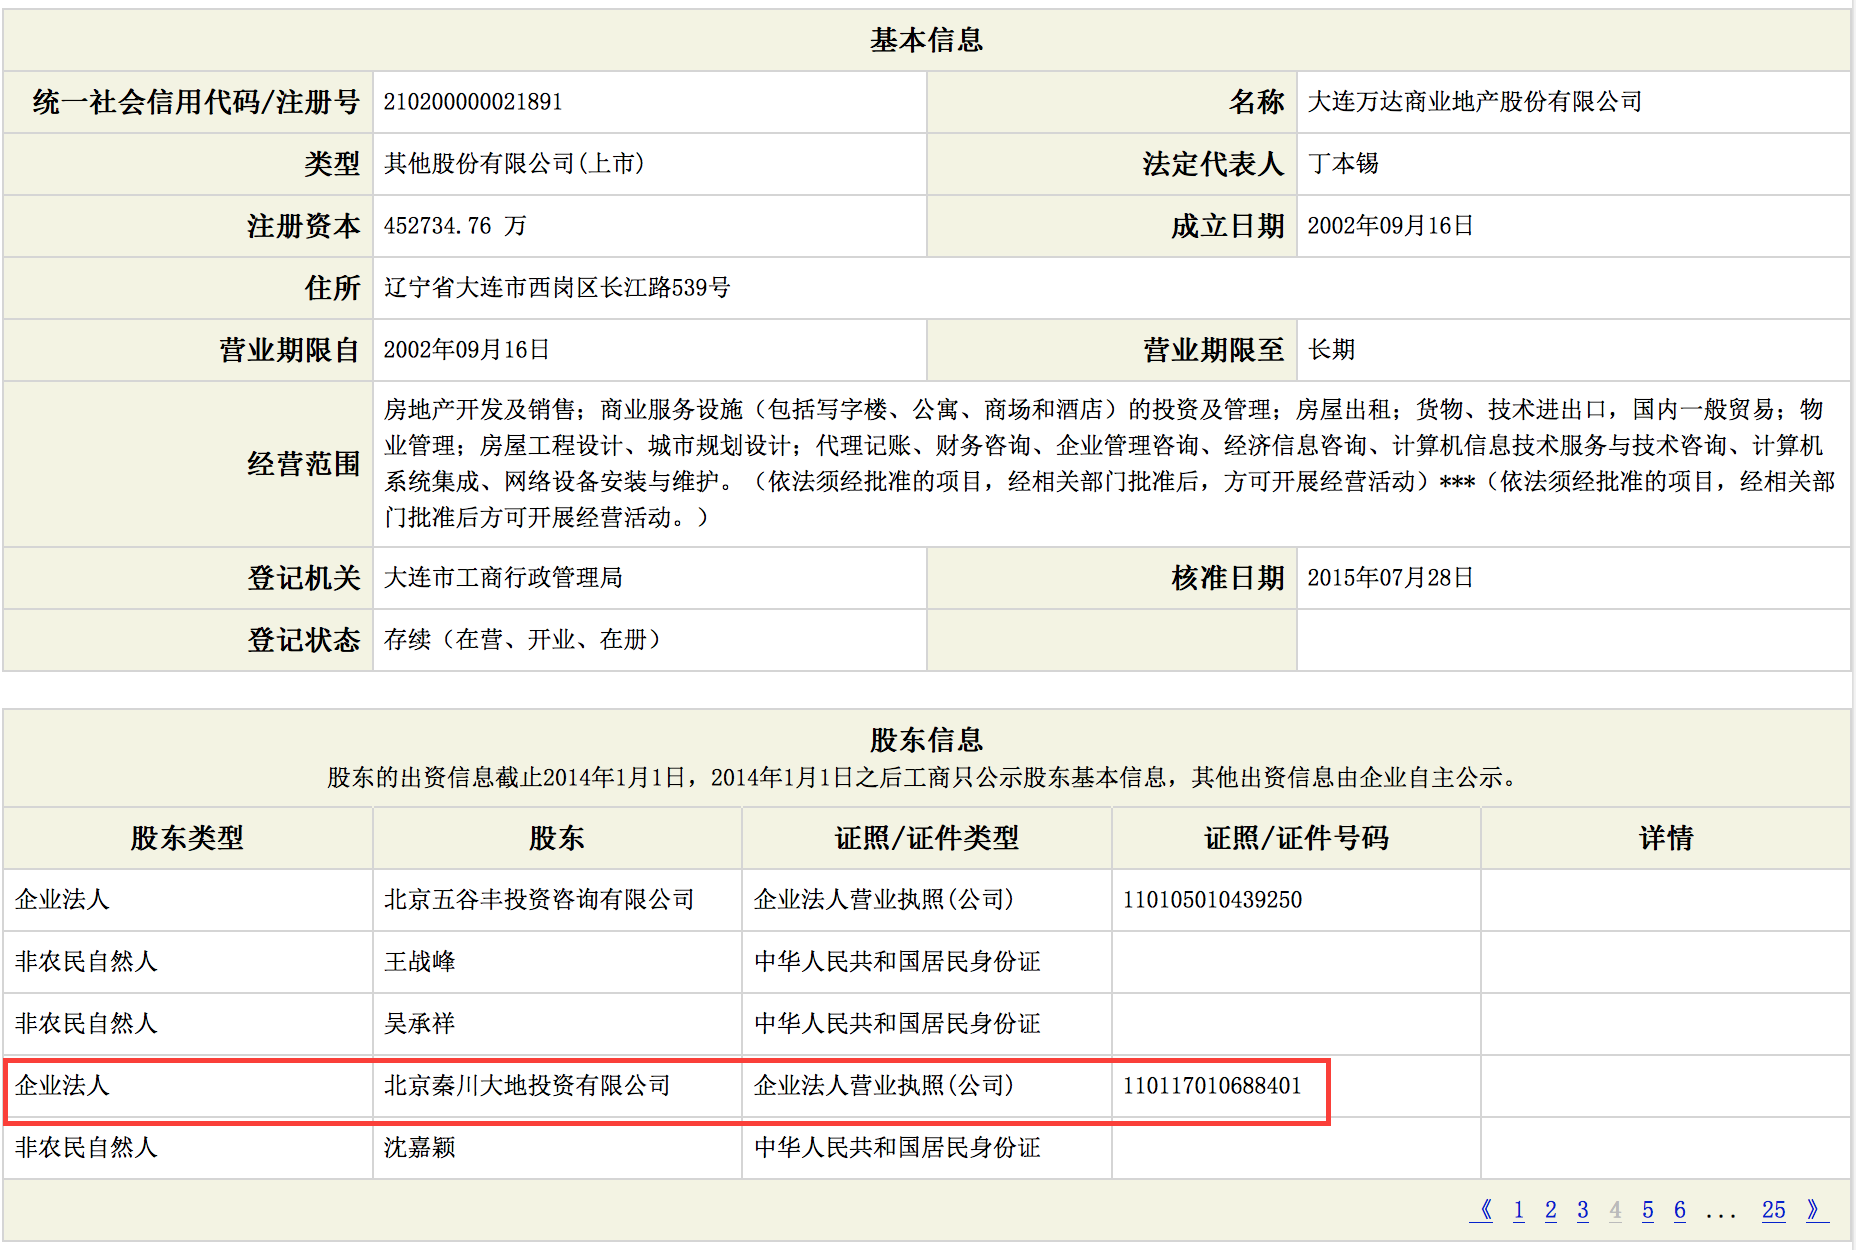 基本信息
统一社会信用代码/注册号 210200000021891 名称 大连万达商业地产股份有限公司
类型 其他股份有限公司(上市) 法定代表人 丁本锡
注册资本 452734.76 万 成立日期 2002年09月16日
住所 辽宁省大连市西岗区长江路539号
营业期限自 2002年09月16日 营业期限至 长期
经营范围 房地产开发及销售；商业服务设施（包括写字楼、公寓、商场和酒店）的投资及管理；房屋出租；货物、技术进出口，国内一般贸易；物
业管理；房屋工程设计、城市规划设计；代理记账、财务咨询、企业管理咨询、经济信息咨询、计算机信息技术服务与技术咨询、计算机
系统集成、网络设备安装与维护。（依法须经批准的项目，经相关部门批准后，方可开展经营活动）***（依法须经批准的项目，经相关部
门批准后方可开展经营活动。）
登记机关 大连市工商行政管理局 核准日期 2015年07月28日
登记状态 存续（在营、开业、在册）
股东信息
股东的出资信息截止2014年1月1日，2014年1月1日之后工商只公示股东基本信息，其他出资信息由企业自主公示。
股东类型 股东 证照/证件类型 证照/证件号码 详情
企业法人 北京五谷丰投资咨询有限公司 企业法人营业执照(公司) 110105010439250
非农民自然人 王战峰 中华人民共和国居民身份证
非农民自然人 吴承祥 中华人民共和国居民身份证
企业法人 北京秦川大地投资有限公司 企业法人营业执照(公司) 110117010688401
非农民自然人 沈嘉颖 中华人民共和国居民身份证
《 1 2 3 4 5 6 ... 25 》